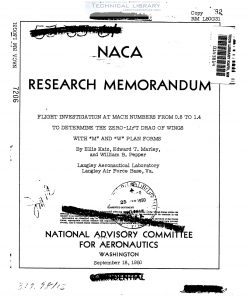 TECHNICAL LIBRARY
Copy 92
RM L50G31
NACA
RESEARCH MEMORANDUM
FLIGHT INVESTIGATION AT MACH NUMBERS FROM 0.8 TO 1.4
TO DETERMINE THE ZERO-LIFT DRAG OF WINGS
WITH "M" AND "W" PLAN FORMS
By Ellis Katz, Edward T. Marley,
and William B. Pepper
Langley Aeronautical Laboratory
Langley Air Force Base, Va.
NATIONAL ADVISORY COMMITTEE
FOR AERONAUTICS
WASHINGTON
September 18, 1950
7206